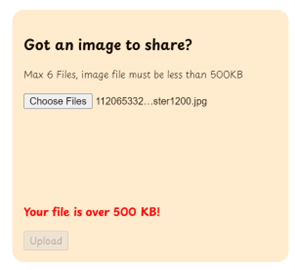 Got an image to share?
Max 6 Files, image file must be less than 500KB
Choose Files 112065332...ster1200.jpg
Your file is over 500 KB!
Upload